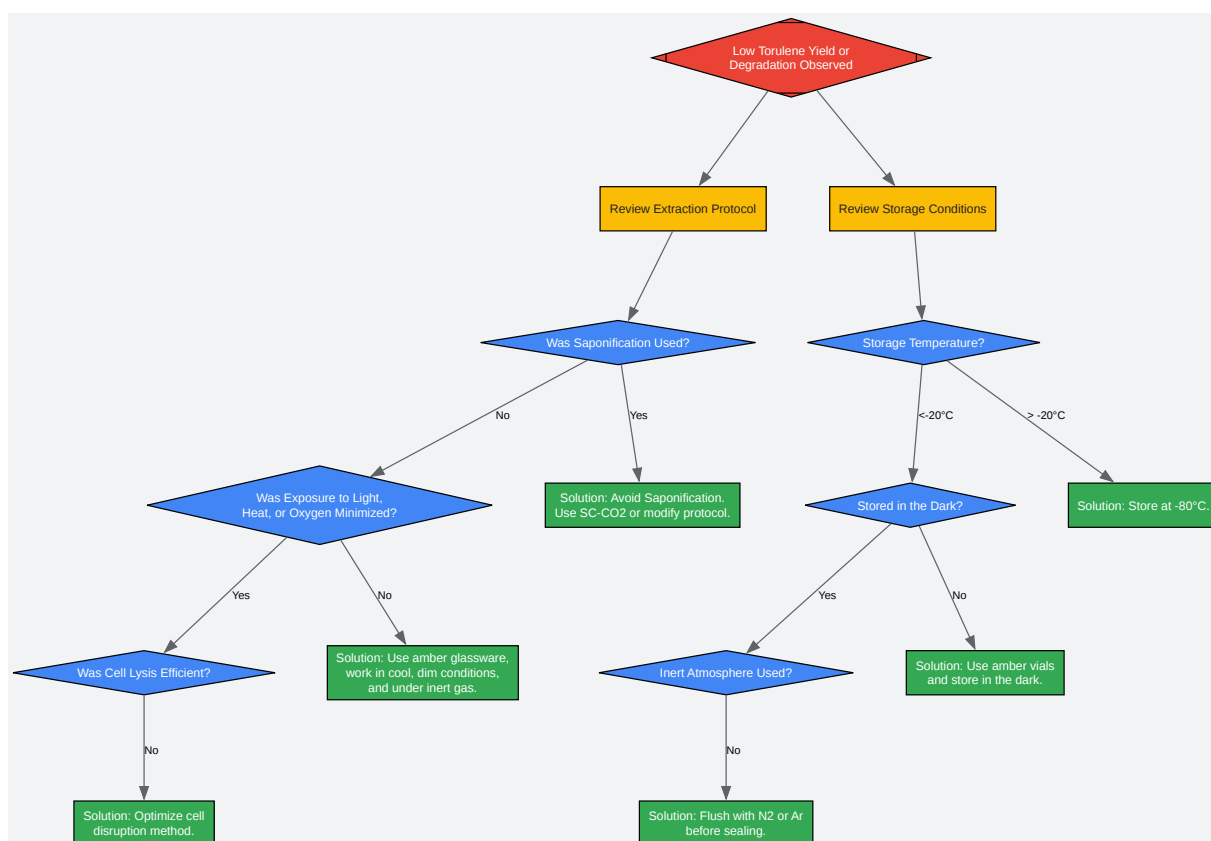 Low Torulene Yield or
Degradation Observed
Review Extraction Protocol
Review Storage Conditions
Was Saponification Used?
Storage Temperature?
No
Yes
<-20°C
> -20°C
Was Exposure to Light,
Heat, or Oxygen Minimized?
Solution: Avoid Saponification.
Use SC-CO2 or modify protocol.
Stored in the Dark?
Solution: Store at -80°C.
Yes
No
Yes
No
Was Cell Lysis Efficient?
Solution: Use amber glassware,
work in cool, dim conditions,
and under inert gas.
Inert Atmosphere Used?
Solution: Use amber vials
and store in the dark.
No
No
Solution: Optimize cell
disruption method.
Solution: Flush with N2 or Ar
before sealing.